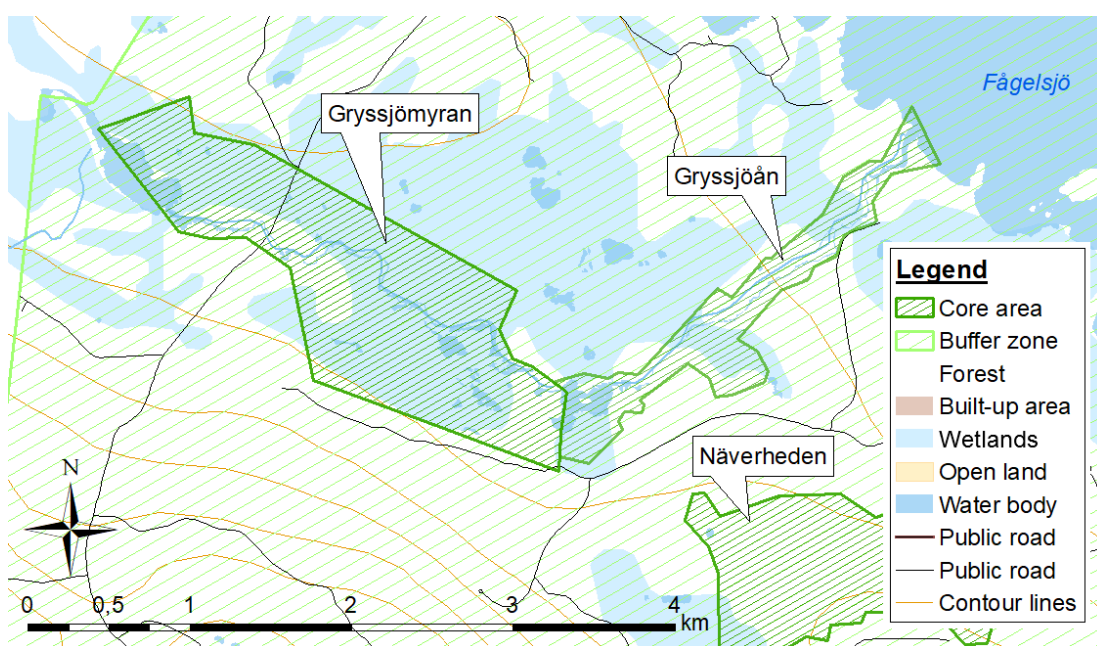 Fågelsjö
Gryssjömyran
Gryssjöån
Näverheden
Legend
Core area
Buffer zone
Forest
Built-up area
Wetlands
Open land
Water body
Public road
Public road
Contour lines
N
0 0,5 1 2 3 4
km